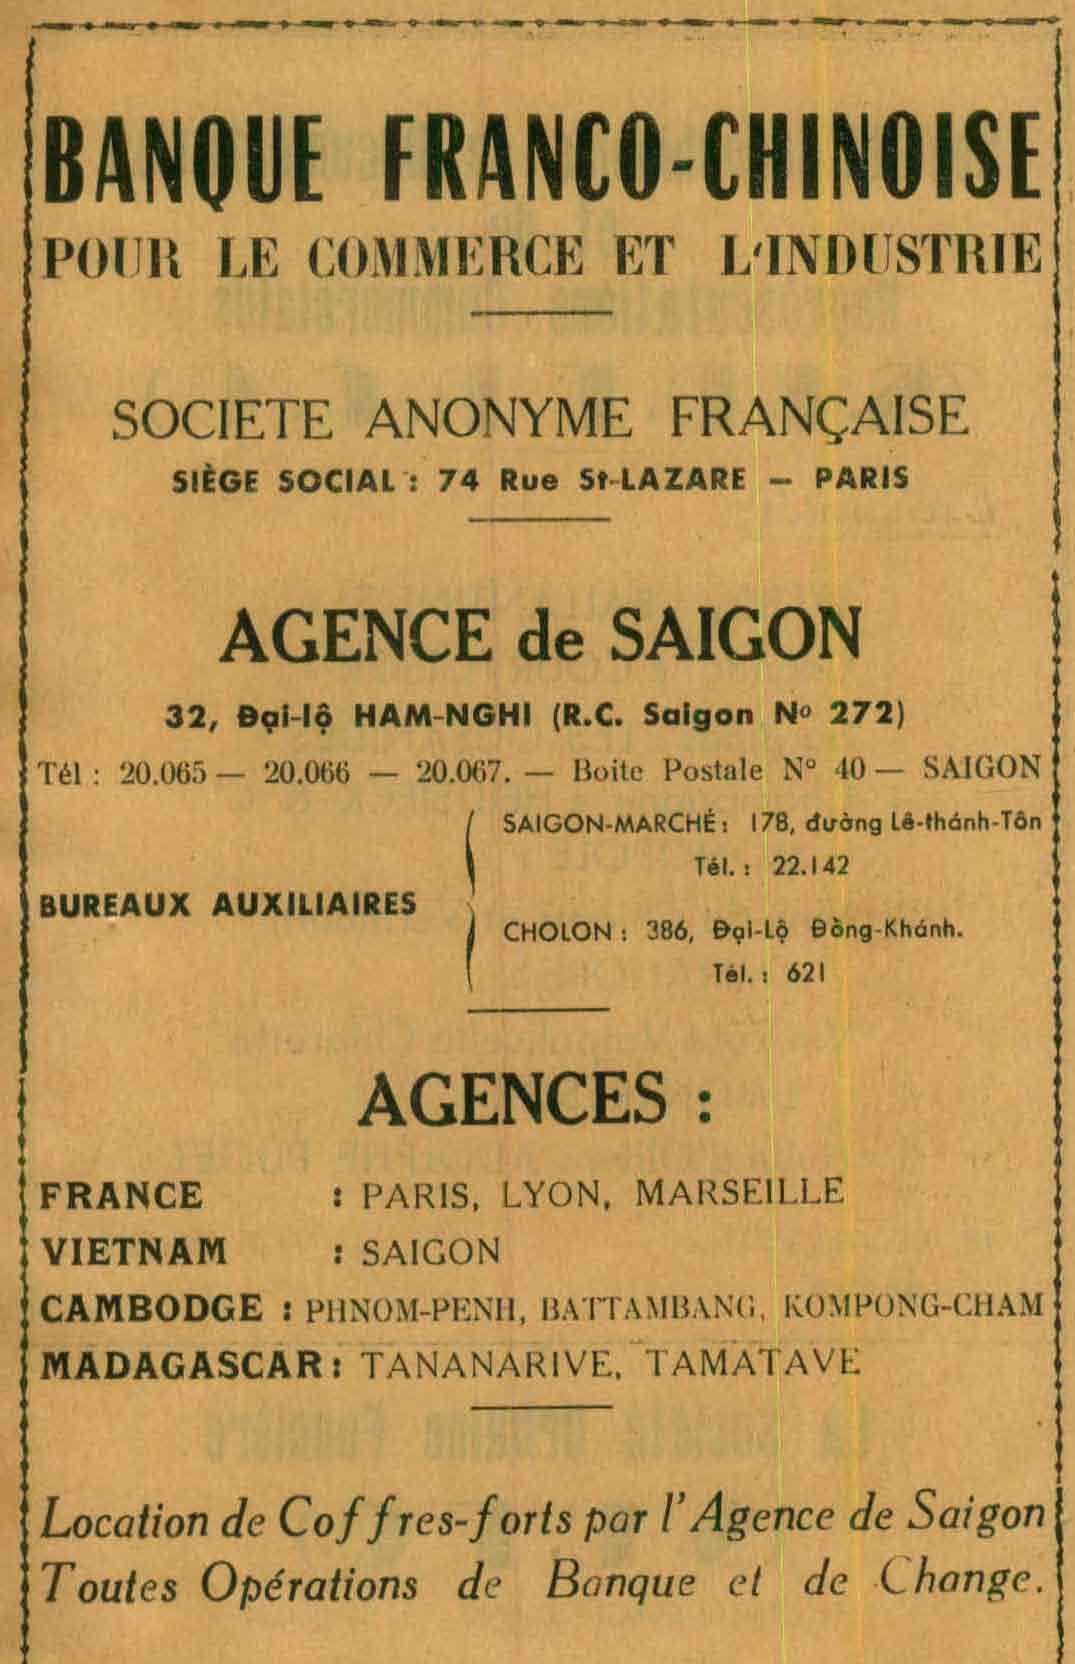 BANQUE FRANCO-CHINOISE
POUR LE COMMERCE ET L'INDUSTRIE
SOCIETE ANONYME FRANÇAISE
SIÈGE SOCIAL : 74 Rue St-LAZARE – PARIS
AGENCE de SAIGON
32, Đại-lộ HAM-NGHI (R.C. Saigon Nº 272)
Tél : 20.065 — 20.066 — 20.067. — Boite Postale N° 40 — SAIGON
BUREAUX AUXILIAIRES
SAIGON-MARCHÉ : 178, đường Lê-thánh-Tôn
Tél. : 22.142
CHOLON : 386, Đại-Lộ Đồng-Khánh.
Tél. : 621
AGENCES :
FRANCE : PARIS, LYON, MARSEILLE
VIETNAM : SAIGON
CAMBODGE : PHNOM-PENH, BATTAMBANG, KOMPONG-CHAM
MADAGASCAR : TANANARIVE, TAMATAVE
Location de Coffres-forts par l'Agence de Saigon
Toutes Opérations de Banque et de Change.